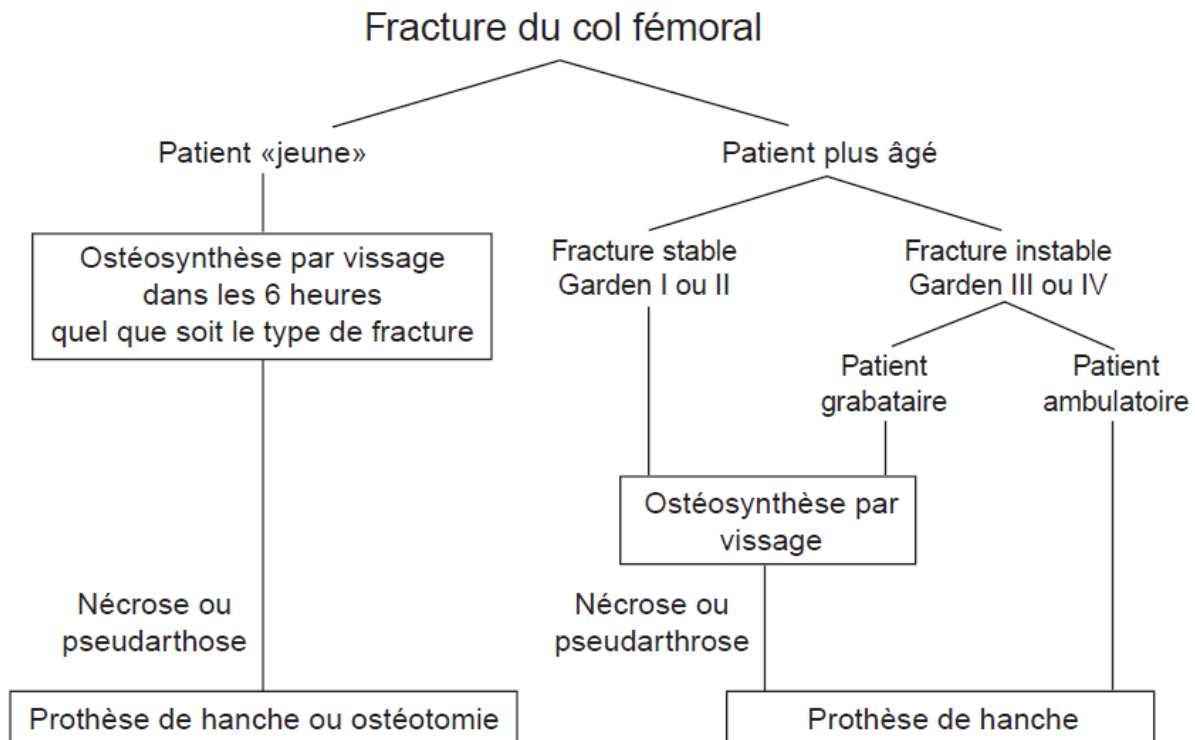 Fracture du col fémoral
Patient «jeune»
Patient plus âgé
Ostéosynthèse par vissage
dans les 6 heures
quel que soit le type de fracture
Fracture stable
Garden I ou II
Fracture instable
Garden III ou IV
Patient
grabataire
Patient
ambulatoire
Ostéosynthèse par
vissage
Nécrose ou
pseudarthose
Nécrose ou
pseudarthrose
Prothèse de hanche ou ostéotomie
Prothèse de hanche